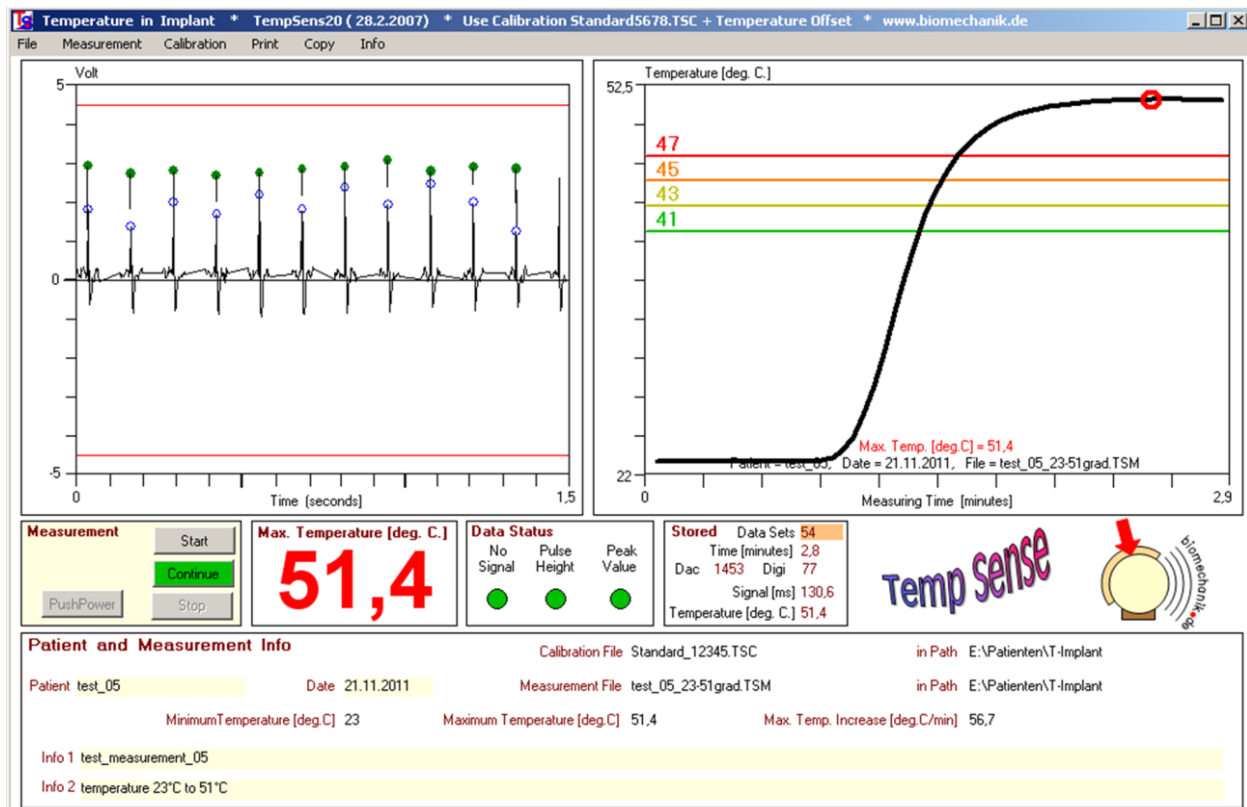 Temperature in Implant * TempSens20 ( 28.2.2007) * Use Calibration Standard5678.TSC + Temperature Offset * www.biomechanik.de
File Measurement Calibration Print Copy Info
Volt
5
0
-5
0
Time (seconds)
1,5
Temperature [deg. C.]
52,5
47
45
43
41
Max. Temp. [deg.C] = 51,4
Patient = test_05, Date = 21.11.2011, File = test_05_23-51grad.TSM
22
0
Measuring Time [minutes]
2,9
Measurement
Start
Continue
PushPower
Stop
Max. Temperature [deg. C.]
51,4
Data Status
No Signal
Pulse Height
Peak Value
Stored Data Sets 54
Time [minutes] 2,8
Dac 1453 Digi 77
Signal [ms] 130,6
Temperature [deg. C.] 51,4
Temp Sense
biomechanik.de
Patient and Measurement Info
Calibration File Standard_12345.TSC in Path E:\Patienten\T-Implant
Patient test_05 Date 21.11.2011 Measurement File test_05_23-51grad.TSM in Path E:\Patienten\T-Implant
MinimumTemperature [deg.C] 23 Maximum Temperature [deg.C] 51,4 Max. Temp. Increase [deg.C/min] 56,7
Info 1 test_measurement_05
Info 2 temperature 23°C to 51°C